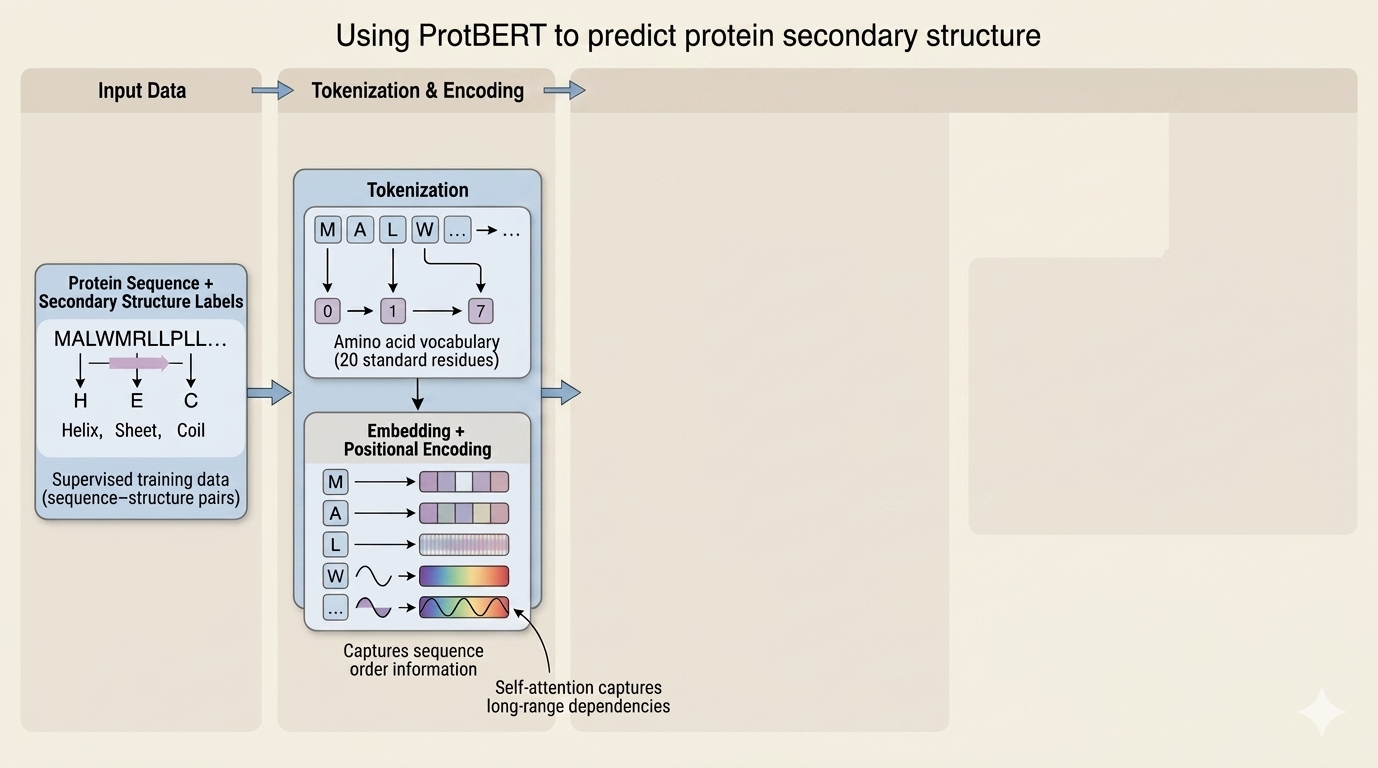 Using ProtBERT to predict protein secondary structure
Input Data
Tokenization & Encoding
Protein Sequence +
Secondary Structure Labels
MALWMRLLPLL...
H E C
Helix, Sheet, Coil
Supervised training data
(sequence–structure pairs)
Tokenization
M A L W ... ...
0 1 7
Amino acid vocabulary
(20 standard residues)
Embedding +
Positional Encoding
M
A
L
W
...
Captures sequence
order information
Self-attention captures
long-range dependencies